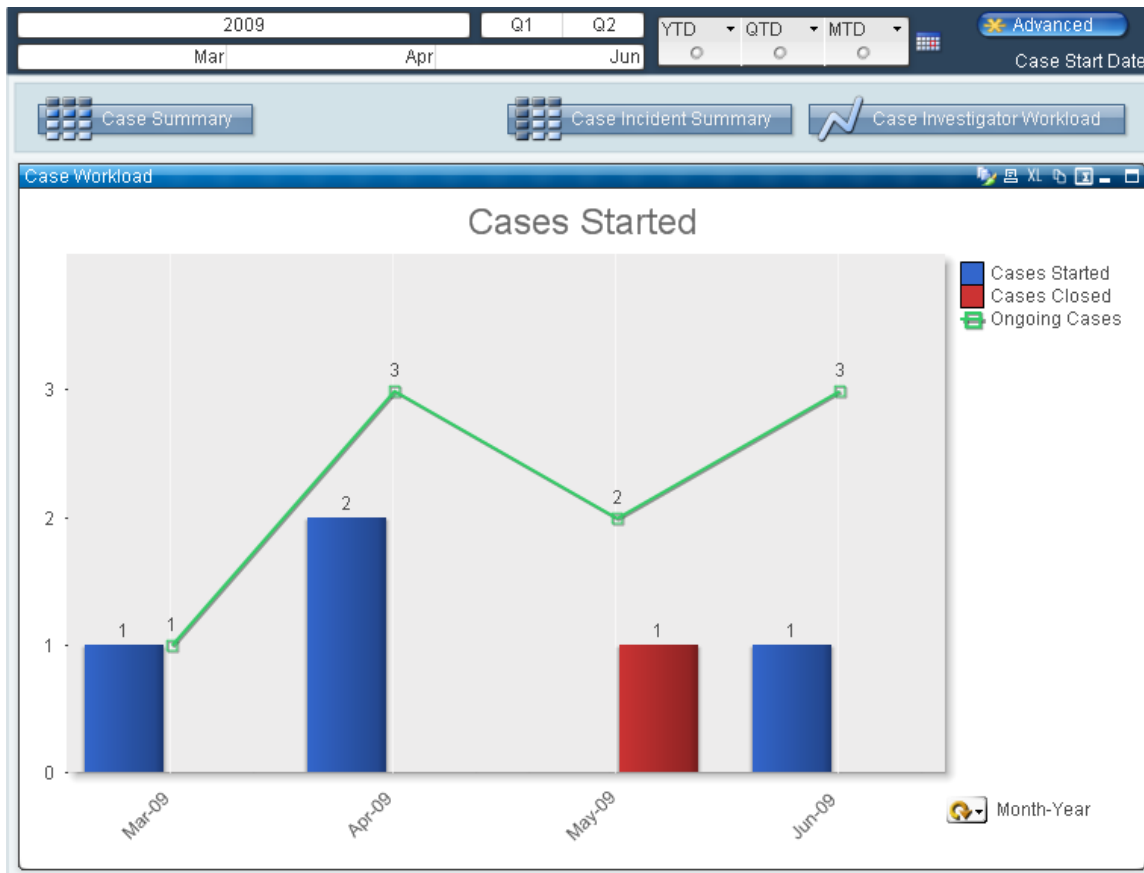 2009 Q1 Q2 YTD QTD MTD Advanced
Mar Apr Jun Case Start Date
Case Summary Case Incident Summary Case Investigator Workload
Case Workload XL
Cases Started
Cases Started
Cases Closed
Ongoing Cases
3 3
3
2 2
2
1 1 1 1
1
0
Mar-09 Apr-09 May-09 Jun-09
Month-Year